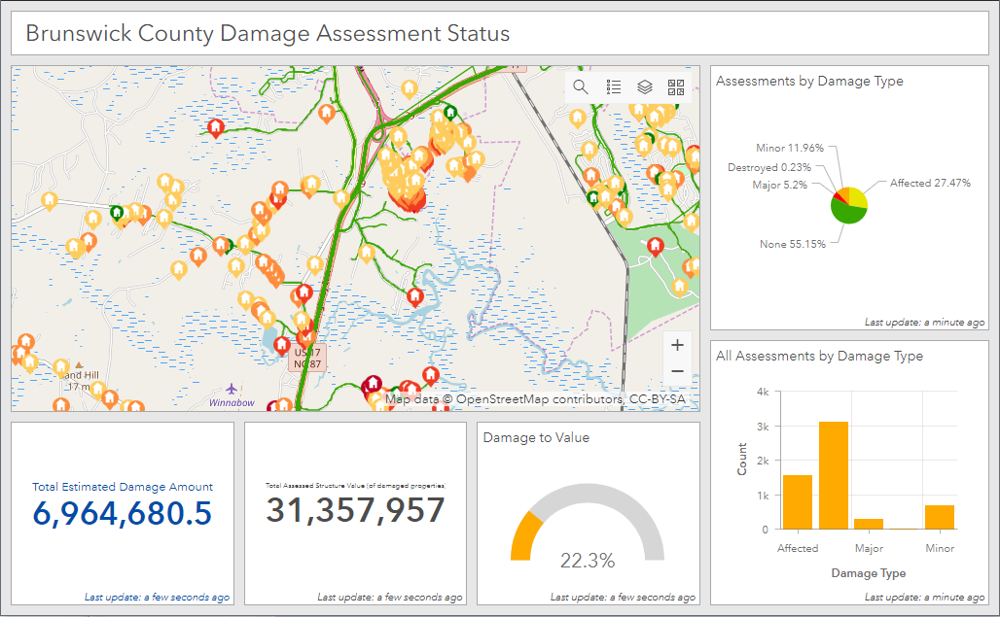 Brunswick County Damage Assessment Status
US 17
NC 87
and Hill
17 m
Winnabow
+
−
Map data © OpenStreetMap contributors, CC-BY-SA
Assessments by Damage Type
Minor 11.96%
Destroyed 0.23%
Major 5.2%
Affected 27.47%
None 55.15%
Last update: a minute ago
All Assessments by Damage Type
4k
3k
2k
1k
0
Count
Affected
Major
Minor
Damage Type
Last update: a minute ago
Total Estimated Damage Amount
6,964,680.5
Last update: a few seconds ago
Total Assessed Structure Value (of damaged properties)
31,357,957
Last update: a few seconds ago
Damage to Value
22.3%
Last update: a few seconds ago